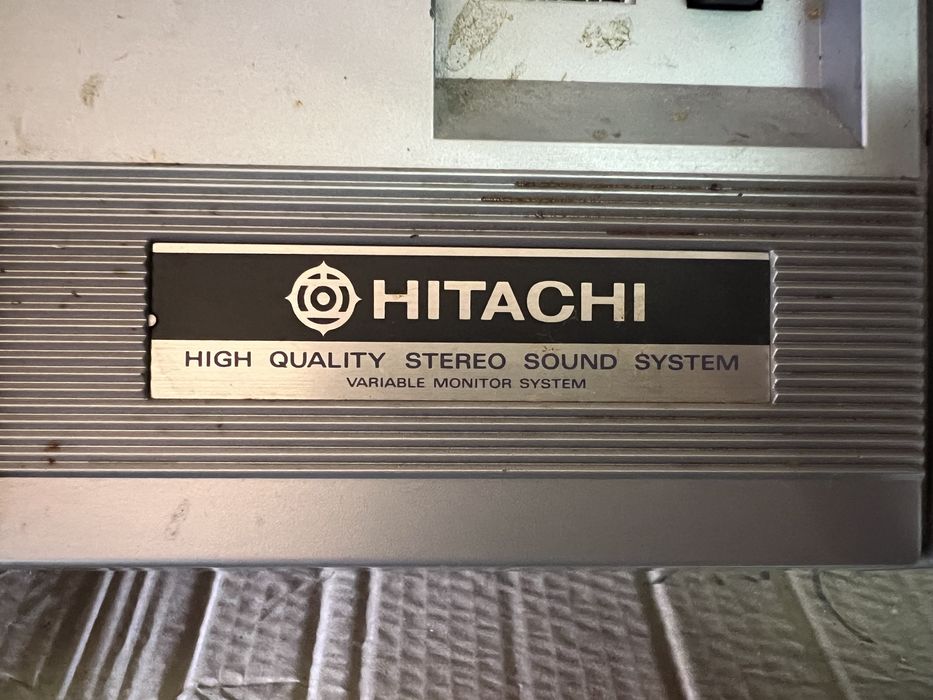 HITACHI
HIGH QUALITY STEREO SOUND SYSTEM
VARIABLE MONITOR SYSTEM